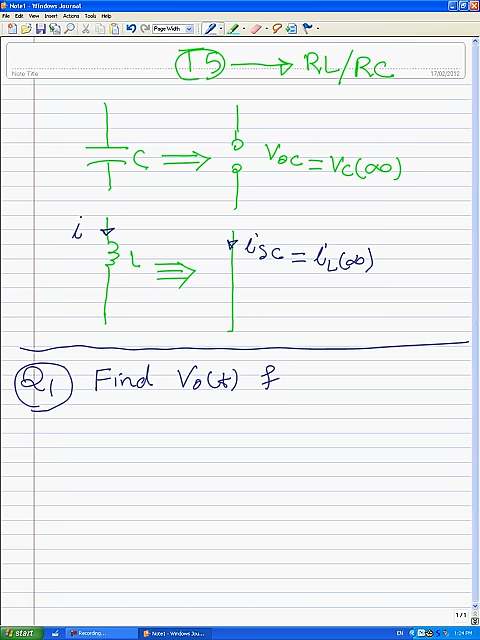 Note1 - Windows Journal
File Edit View Insert Actions Tools Help
Page Width
T5 → RL/RC
Note Title
17/02/2012
C ⇒ VOC = VC(∞)
i
L ⇒ iSC = iL(∞)
Q1 Find Vo(t) f
1/1
start
Recording...
Note1 - Windows Jou...
EN
1:24 PM